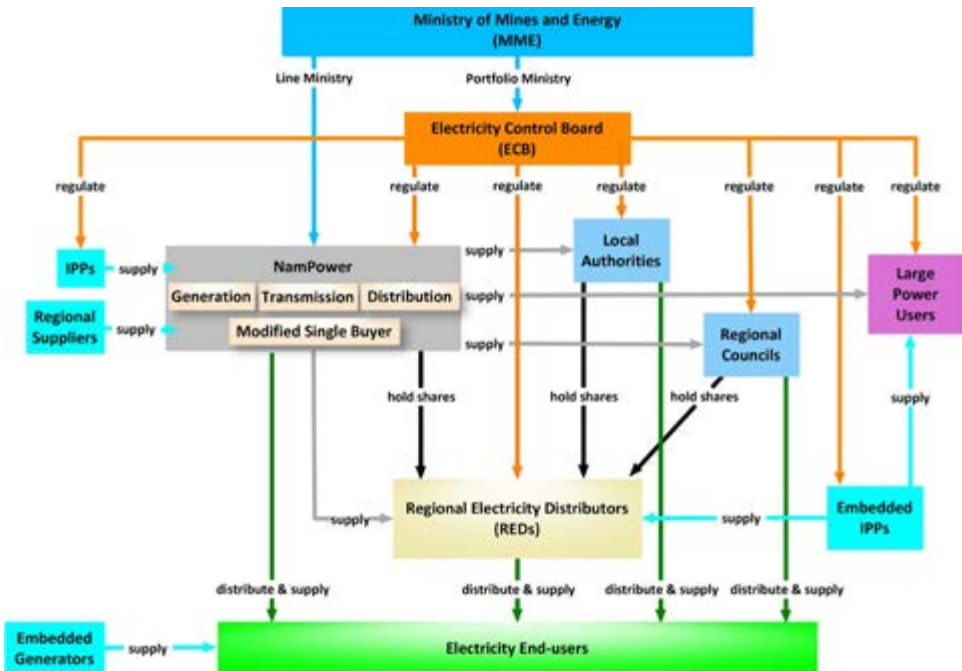 Ministry of Mines and Energy
(MME)
Line Ministry
Portfolio Ministry
Electricity Control Board
(ECB)
regulate
regulate
regulate
regulate
regulate
regulate
regulate
IPPs
supply
NamPower
supply
Local
Authorities
Generation
Transmission
Distribution
supply
Large
Power
Users
Regional
Suppliers
supply
Modified Single Buyer
supply
Regional
Councils
hold shares
hold shares
hold shares
supply
Regional Electricity Distributors
(REDs)
supply
supply
Embedded
IPPs
distribute & supply
distribute & supply
distribute & supply
distribute & supply
Embedded
Generators
supply
Electricity End-users